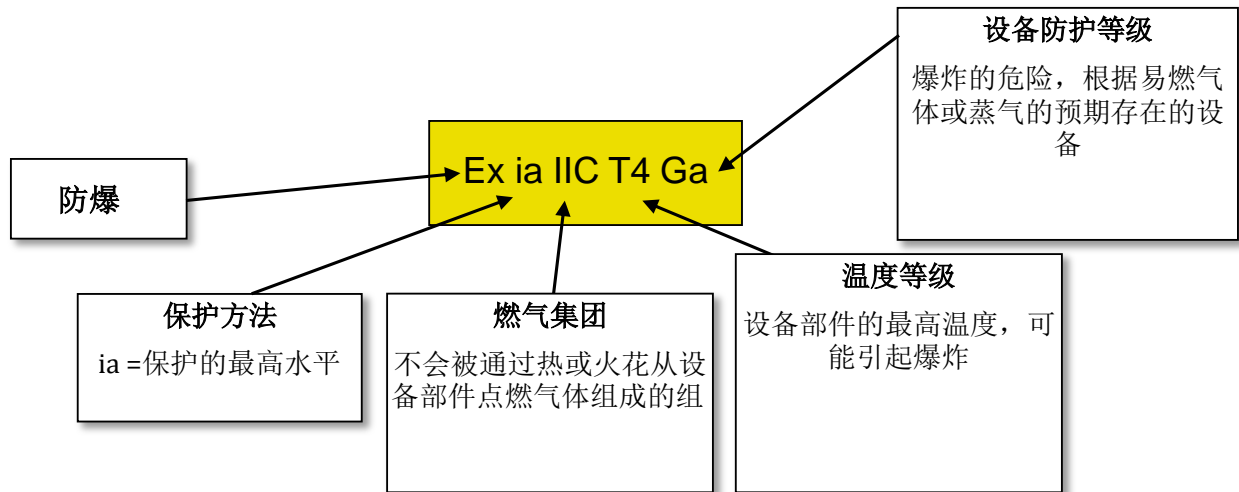 设备防护等级
爆炸的危险，根据易燃气
体或蒸气的预期存在的设
备
Ex ia IIC T4 Ga
防爆
保护方法
ia =保护的最高水平
燃气集团
不会被通过热或火花从设
备部件点燃气体组成的组
温度等级
设备部件的最高温度，可
能引起爆炸